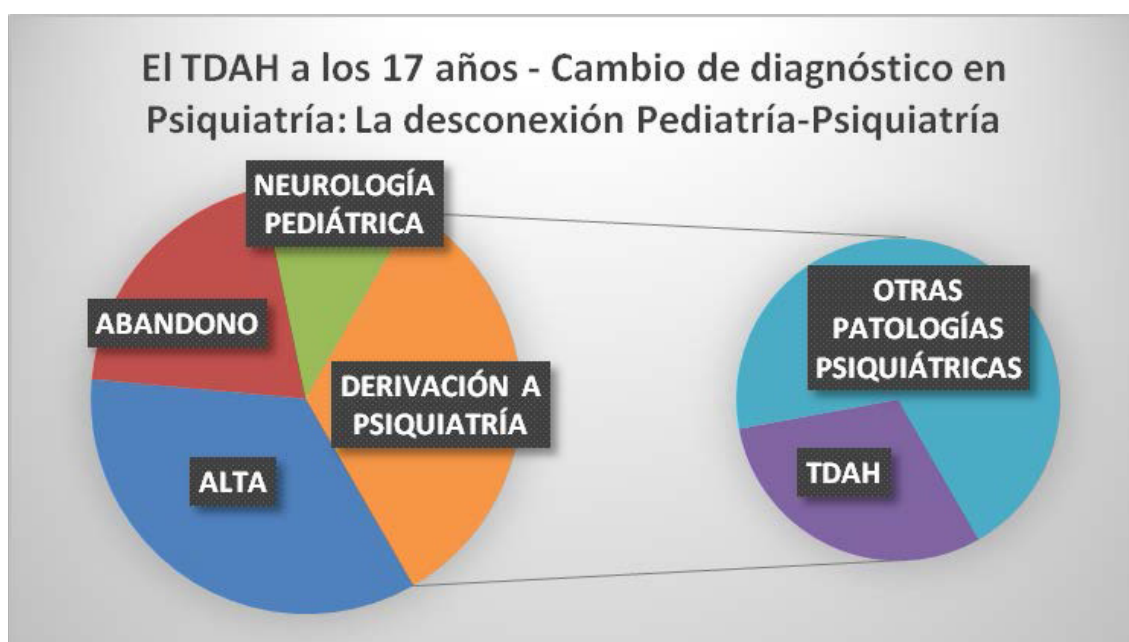 El TDAH a los 17 años - Cambio de diagnóstico en
Psiquiatría: La desconexión Pediatría-Psiquiatría
NEUROLOGÍA
PEDIÁTRICA
ABANDONO
DERIVACIÓN A
PSIQUIATRÍA
ALTA
OTRAS
PATOLOGÍAS
PSIQUIÁTRICAS
TDAH